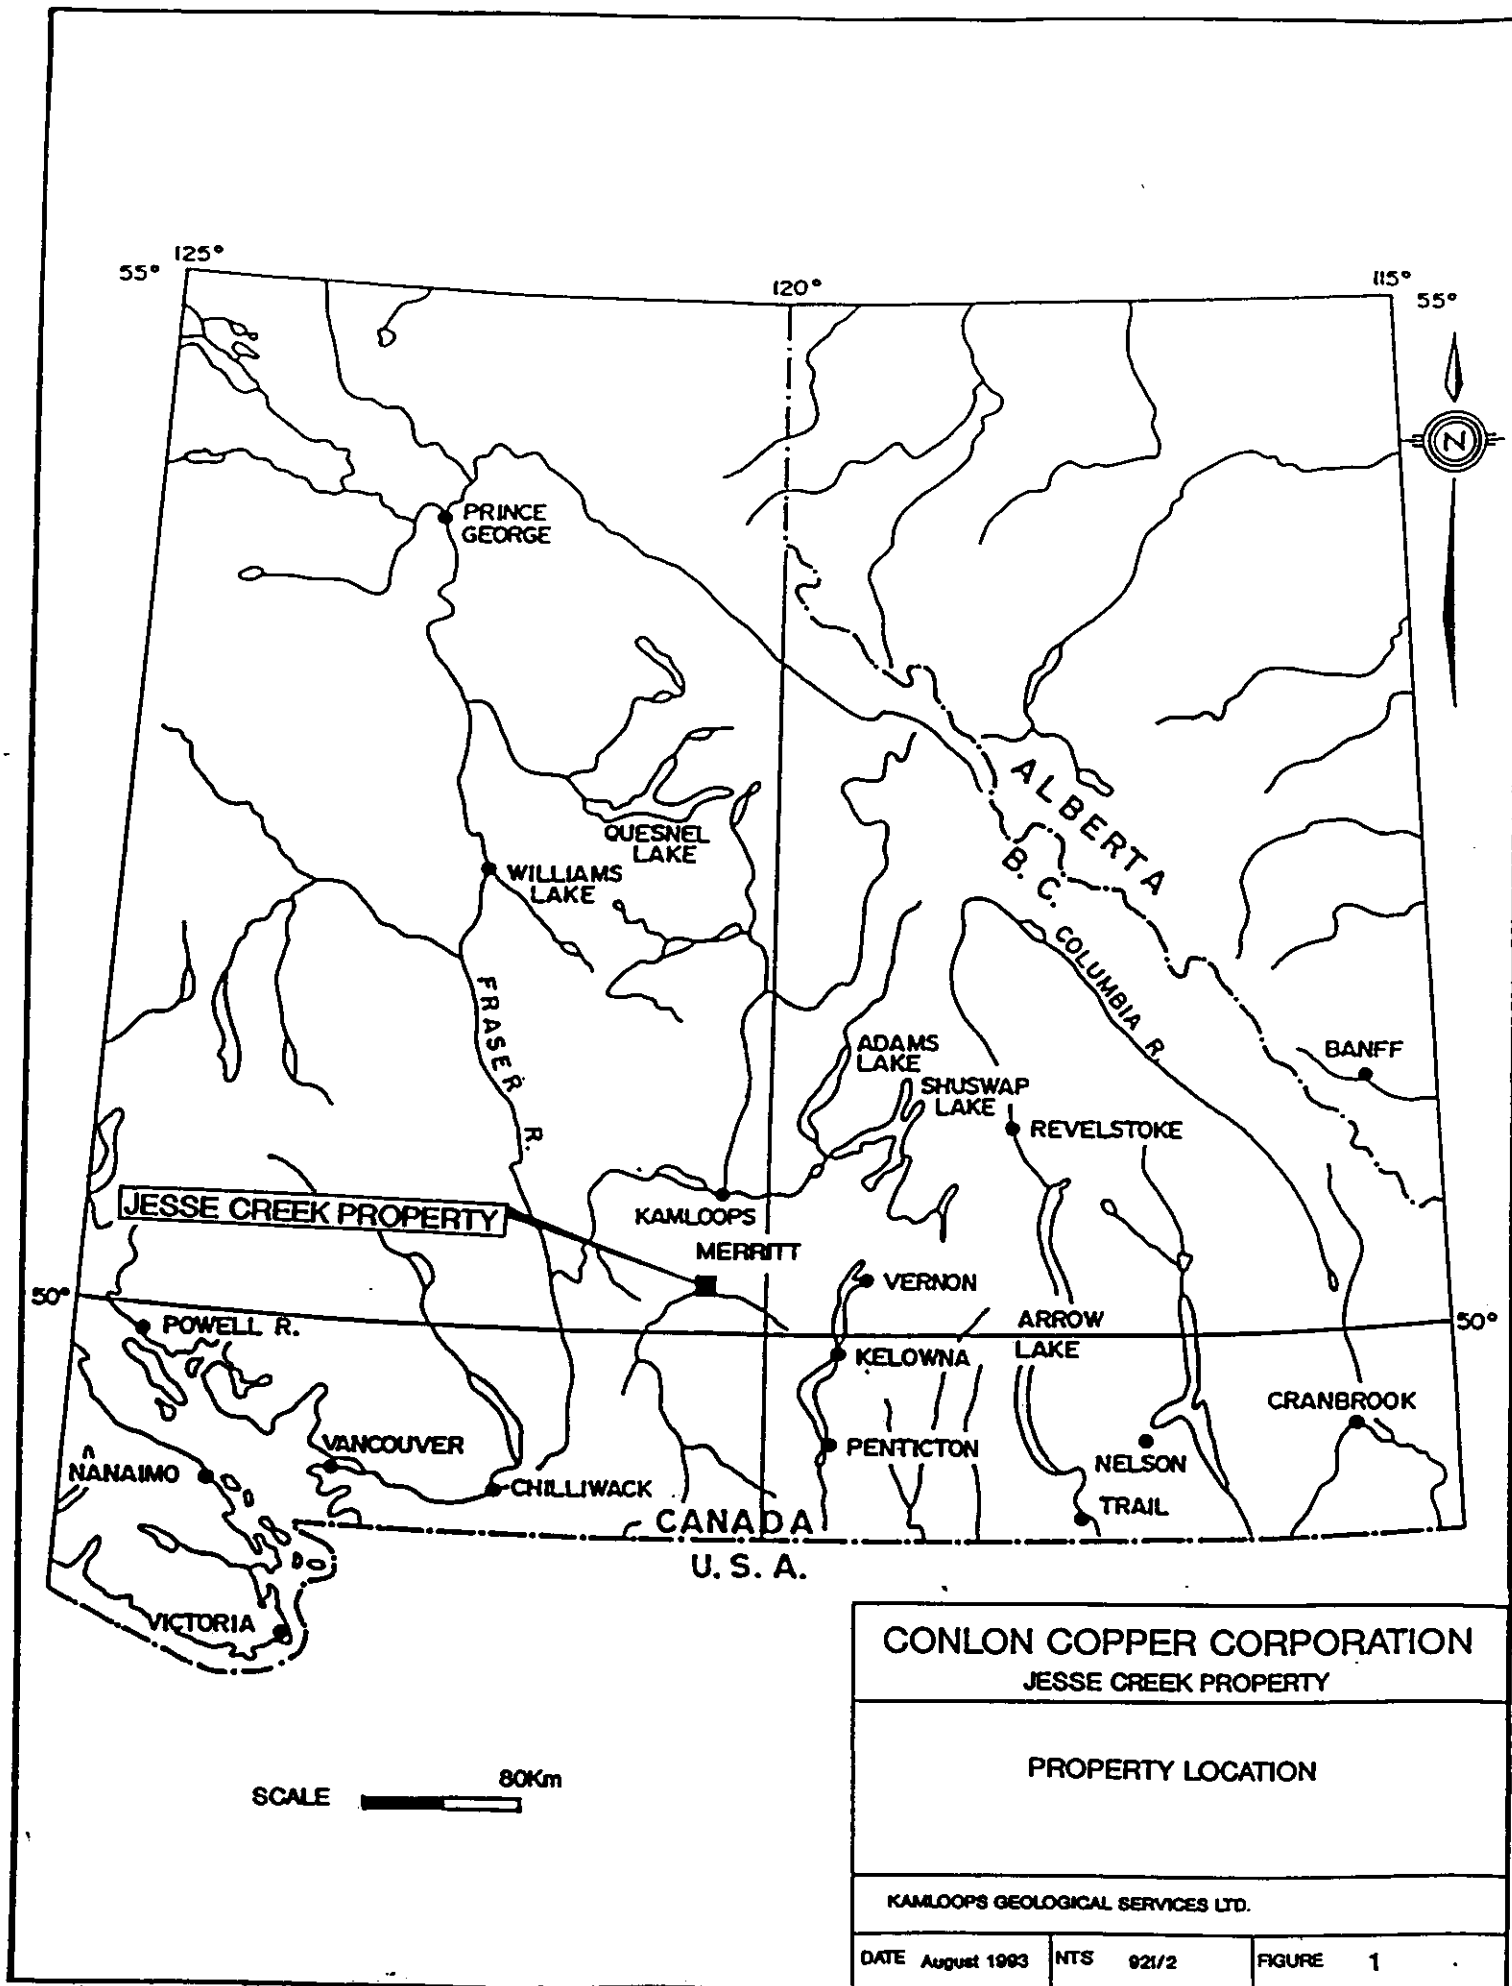 125°
55°
120°
115°
55°
N
PRINCE
GEORGE
ALBERTA
B. C.
QUESNEL
LAKE
WILLIAMS
LAKE
COLUMBIA R.
FRASER R.
ADAMS
LAKE
BANFF
SHUSWAP
LAKE
REVELSTOKE
JESSE CREEK PROPERTY
KAMLOOPS
MERRITT
VERNON
50°
POWELL R.
ARROW
LAKE
50°
KELOWNA
CRANBROOK
VANCOUVER
PENTICTON
NANAIMO
NELSON
CHILLIWACK
TRAIL
CANADA
U. S. A.
VICTORIA
CONLON COPPER CORPORATION
JESSE CREEK PROPERTY
PROPERTY LOCATION
SCALE
80Km
KAMLOOPS GEOLOGICAL SERVICES LTD.
DATE August 1993 NTS 92I/2 FIGURE 1